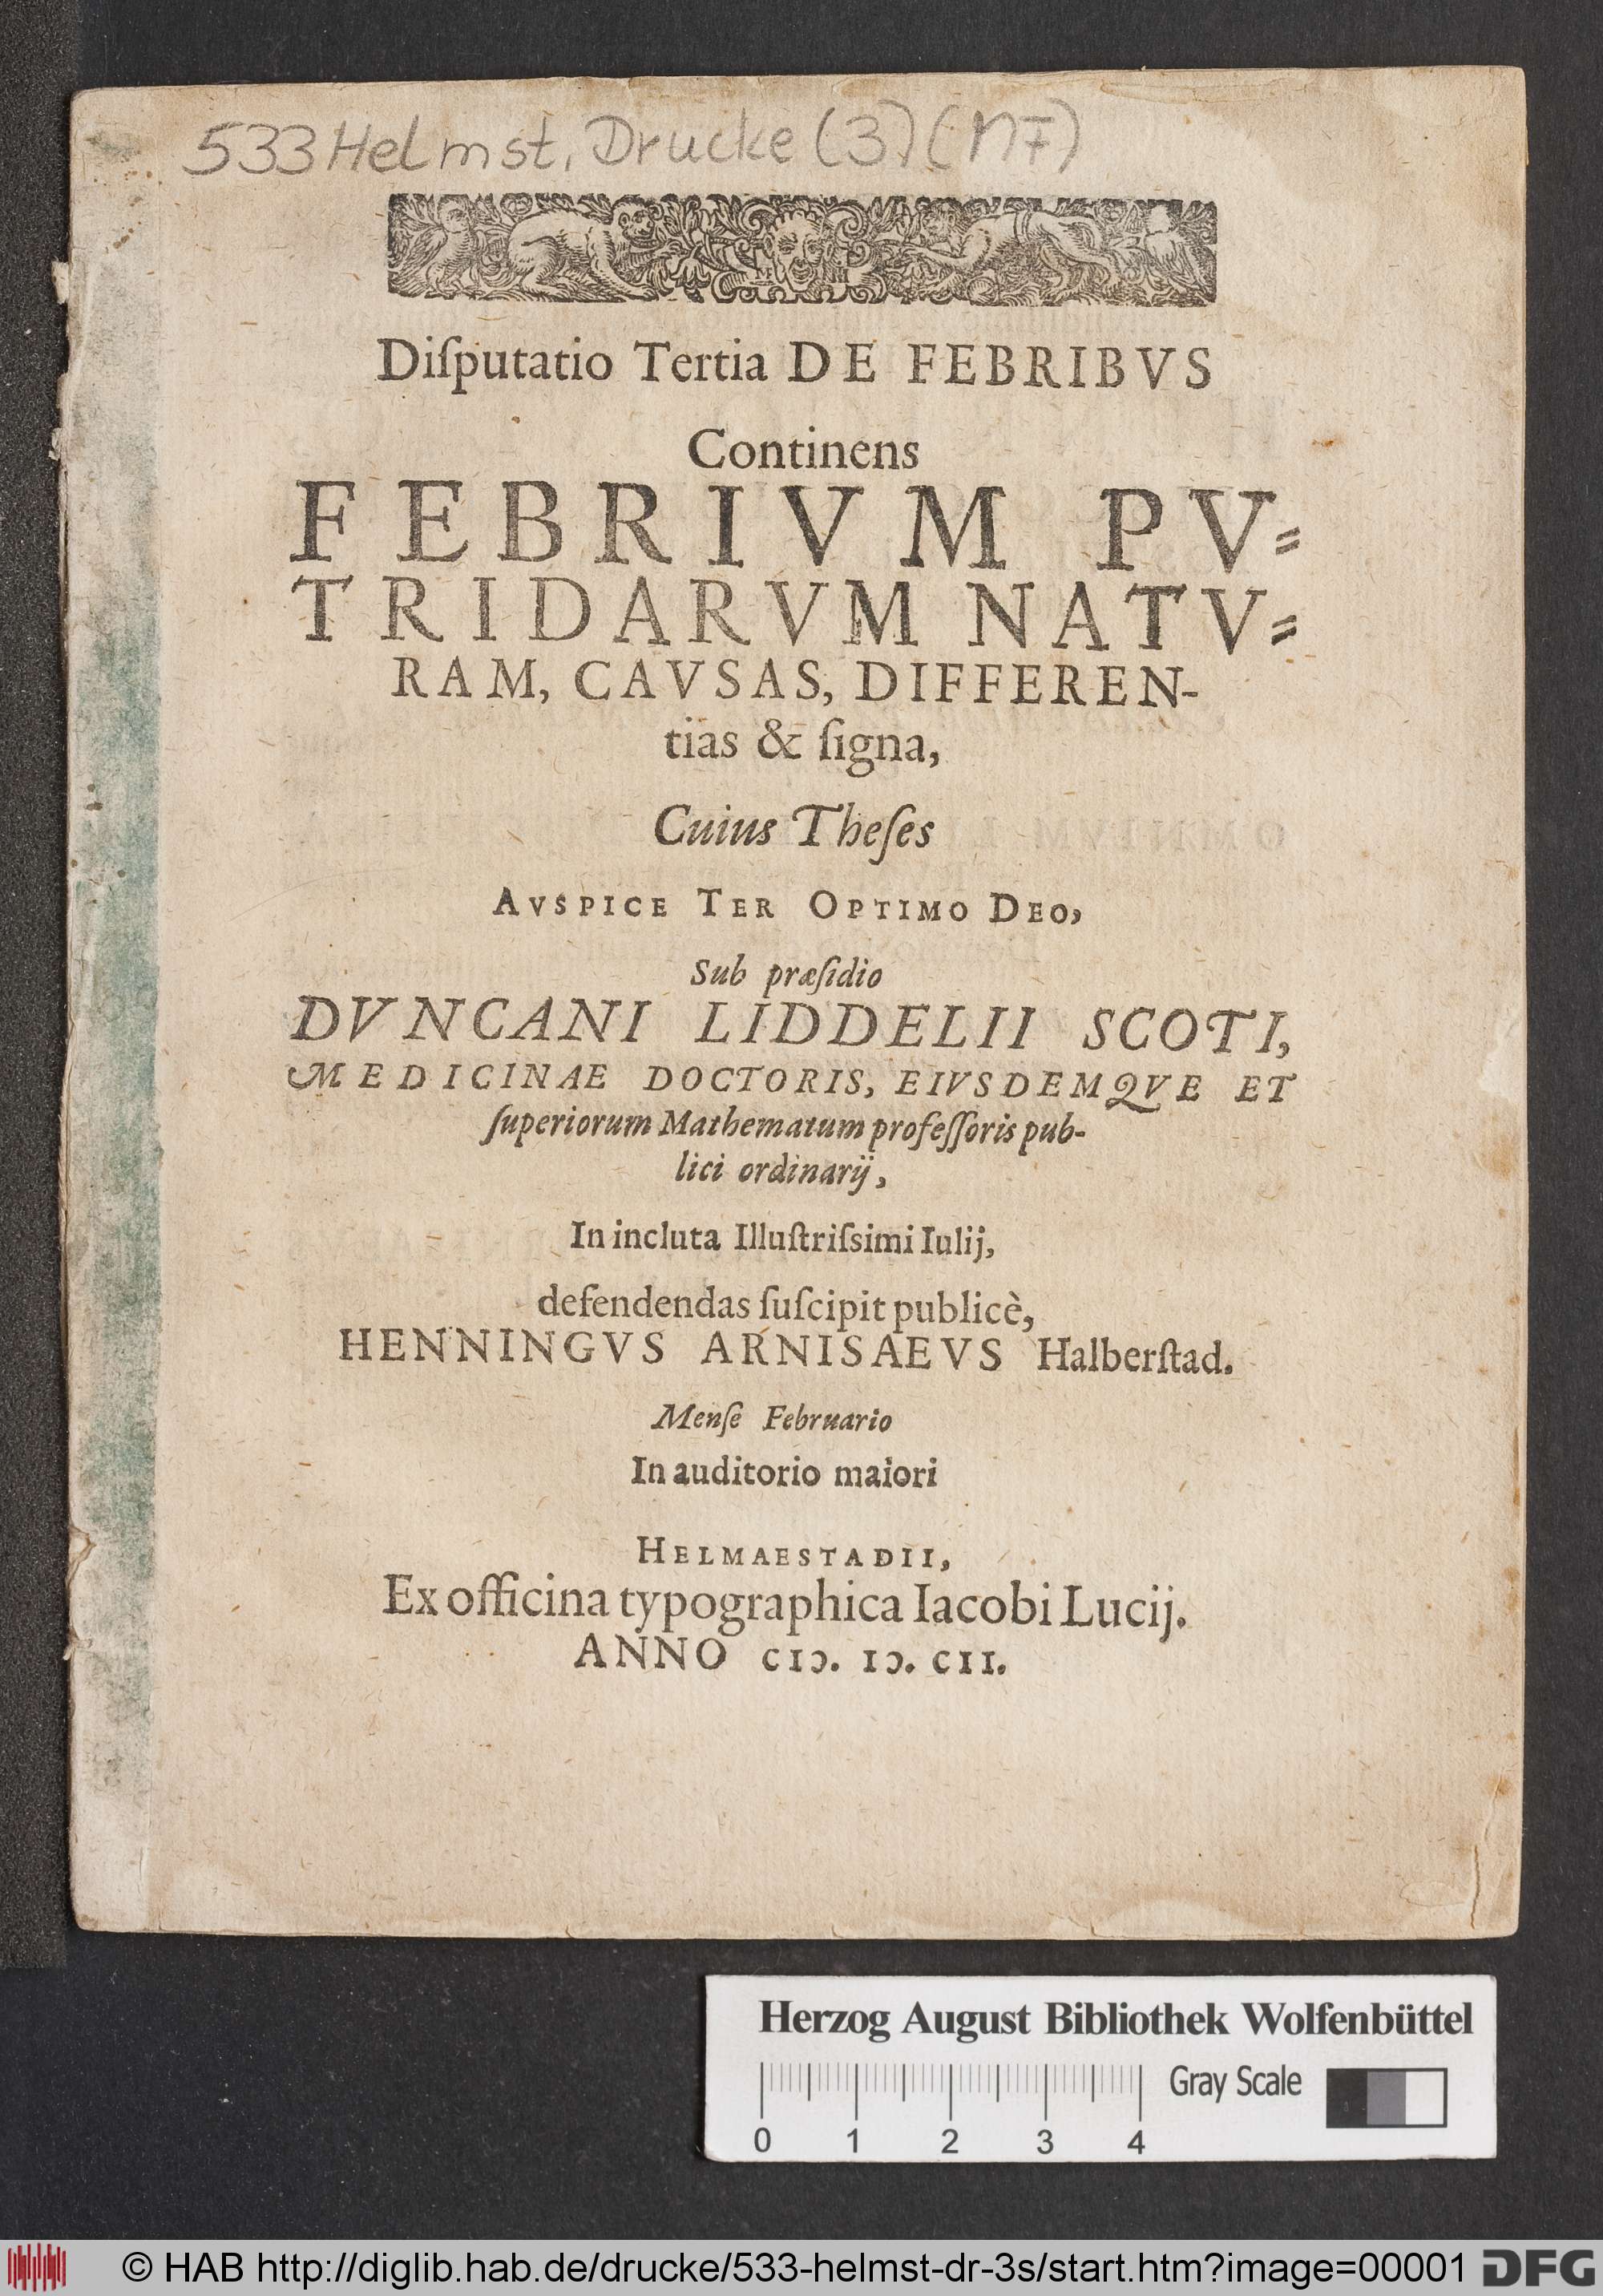 533 Helmst. Drucke (3) (NF)
Diſputatio Tertia DE FEBRIBVS
Continens
FEBRIVM PV⸗
TRIDARVM NATV⸗
RAM, CAVSAS, DIFFEREN-
tias & ſigna,
Cuius Theſes
AVSPICE TER OPTIMO DEO,
Sub præſidio
DVNCANI LIDDELII SCOTI,
MEDICINAE DOCTORIS, EIVSDEMQVE ET
ſuperiorum Mathematum profeſſoris pub-
lici ordinarij,
In incluta Illuſtriſsimi Iulij,
defendendas ſuſcipit publicè,
HENNINGVS ARNISAEVS Halberſtad.
Menſe Februario
In auditorio maiori
HELMAESTADII,
Ex officina typographica Iacobi Lucij.
ANNO CIↃ. IↃ. CII.
Herzog August Bibliothek Wolfenbüttel
Gray Scale
0 1 2 3 4
© HAB http://diglib.hab.de/drucke/533-helmst-dr-3s/start.htm?image=00001 DFG